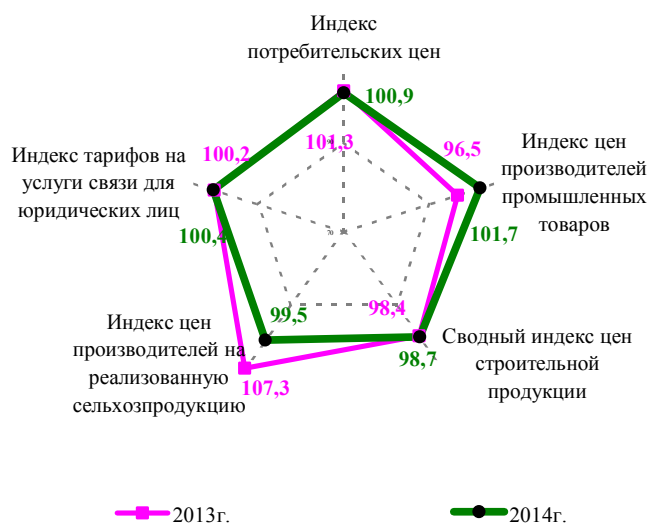 Индекс
потребительских цен
100,9
101,3
Индекс тарифов на
услуги связи для
юридических лиц
100,2
100,4
96,5
Индекс цен
производителей
промышленных
товаров
101,7
70
Индекс цен
производителей на
реализованную
сельхозпродукцию
99,5
107,3
98,4
98,7
Сводный индекс цен
строительной
продукции
2013г.
2014г.